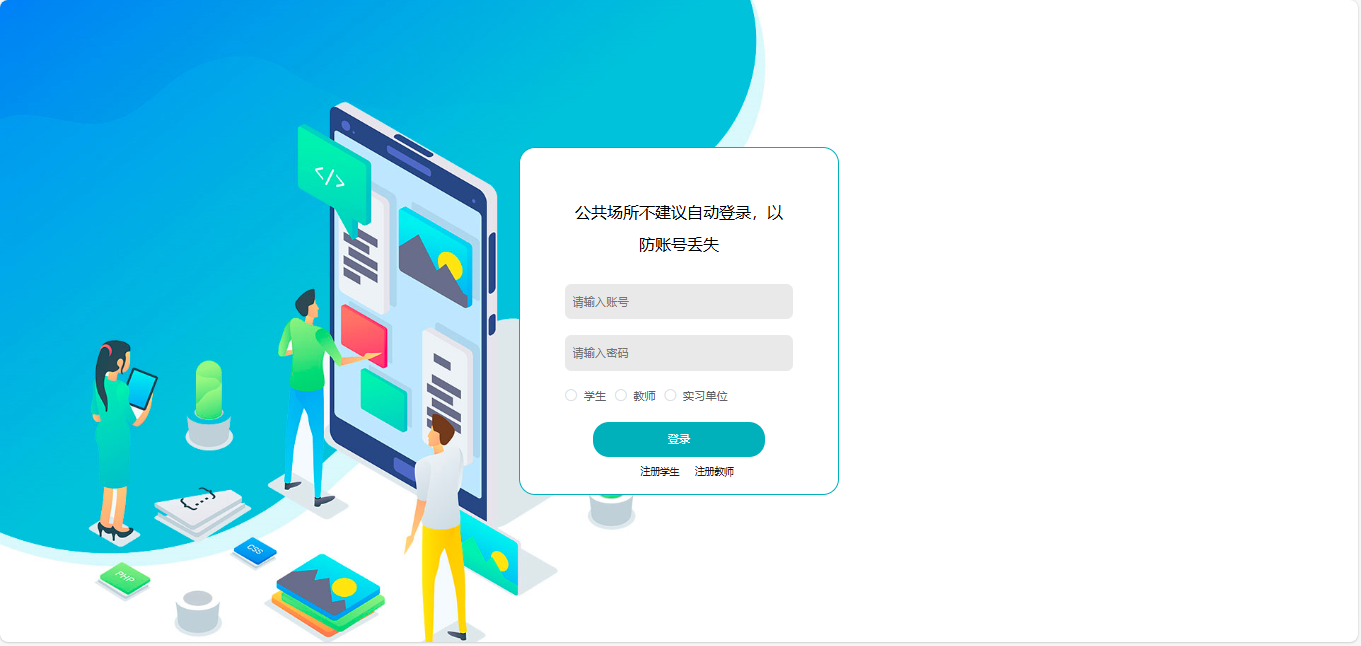 </>
公共场所不建议自动登录，以
防账号丢失
请输入账号
请输入密码
学生 教师 实习单位
登录
注册学生 注册教师
{...}
CSS
PHP